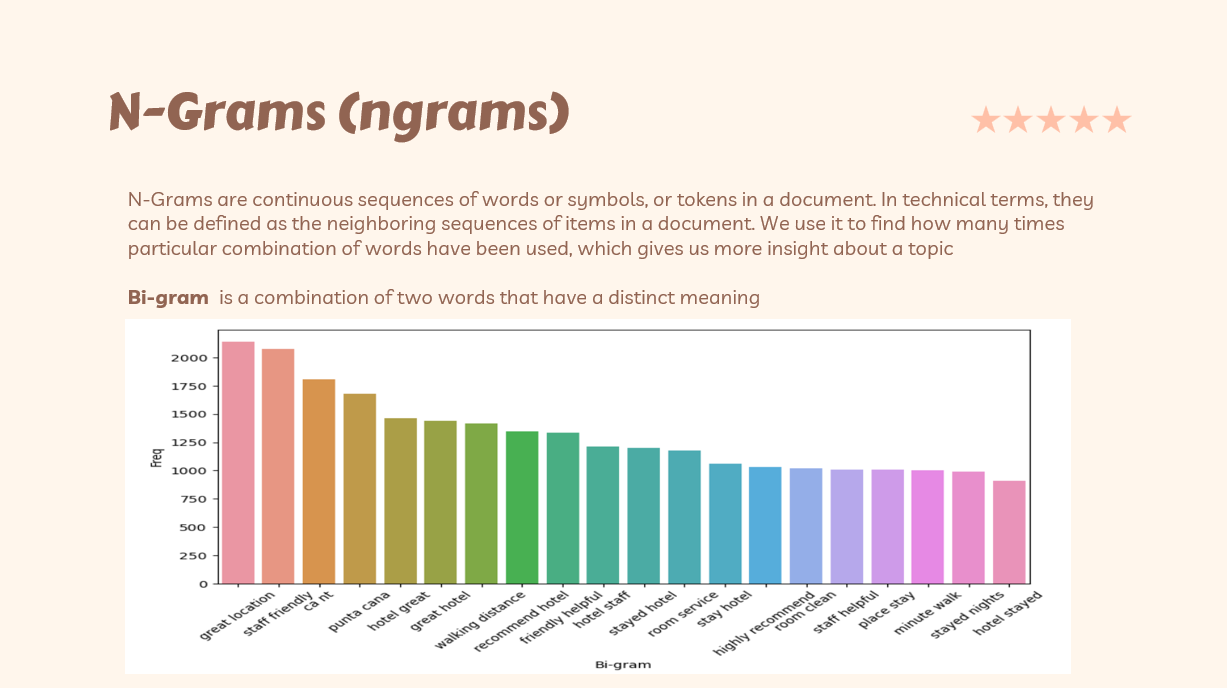 N-Grams (ngrams)
N-Grams are continuous sequences of words or symbols, or tokens in a document. In technical terms, they
can be defined as the neighboring sequences of items in a document. We use it to find how many times
particular combination of words have been used, which gives us more insight about a topic
Bi-gram is a combination of two words that have a distinct meaning
2000
1750
1500
1250
1000
750
500
250
0
Freq
great location
staff friendly
ca nt
punta cana
hotel great
great hotel
walking distance
recommend hotel
friendly helpful
hotel staff
stayed hotel
room service
stay hotel
highly recommend
room clean
staff helpful
place stay
minute walk
stayed nights
hotel stayed
Bi-gram